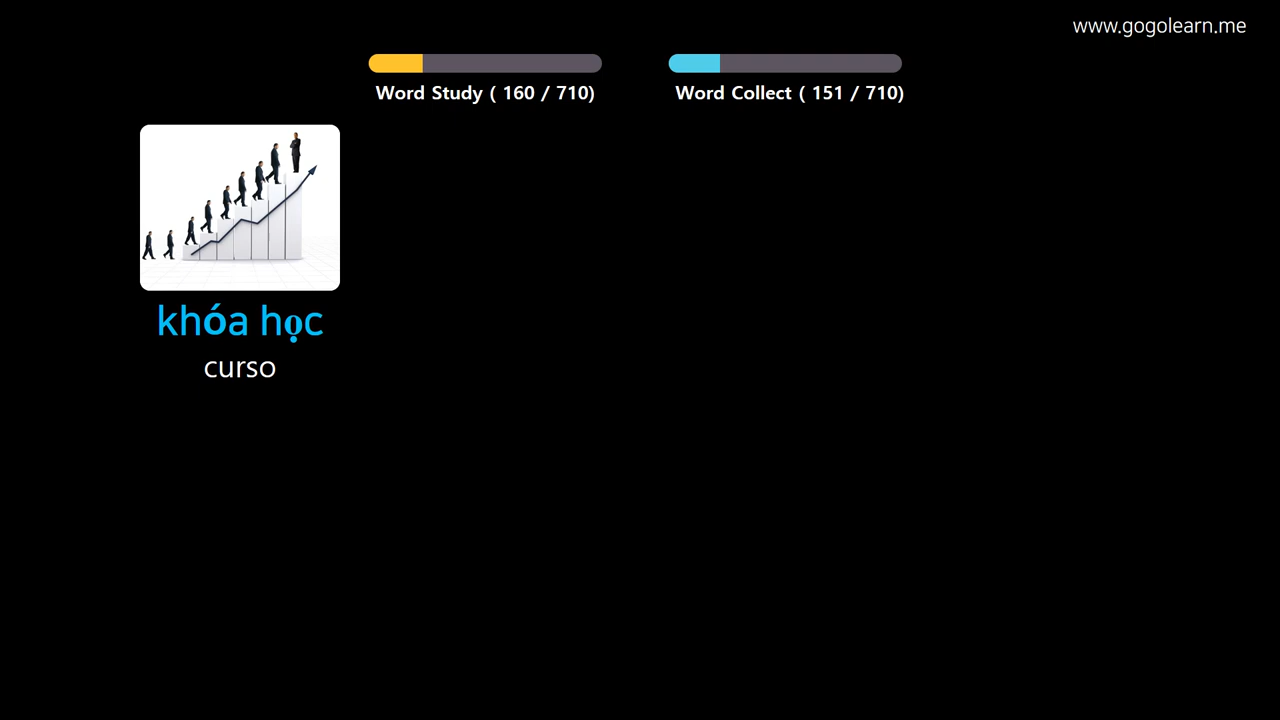 www.gogolearn.me
Word Study ( 160 / 710)
Word Collect ( 151 / 710)
khóa học
curso